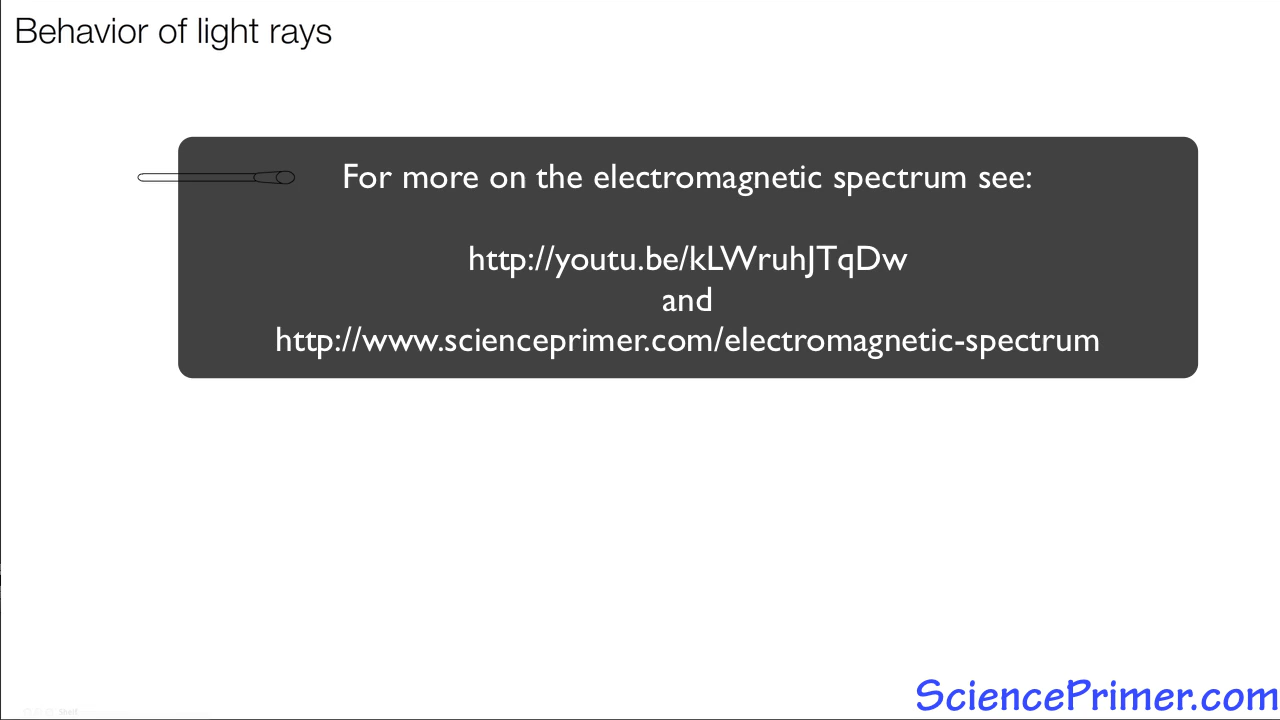 Behavior of light rays
For more on the electromagnetic spectrum see:
http://youtu.be/kLWruhJTqDw
and
http://www.scienceprimer.com/electromagnetic-spectrum
SciencePrimer.com